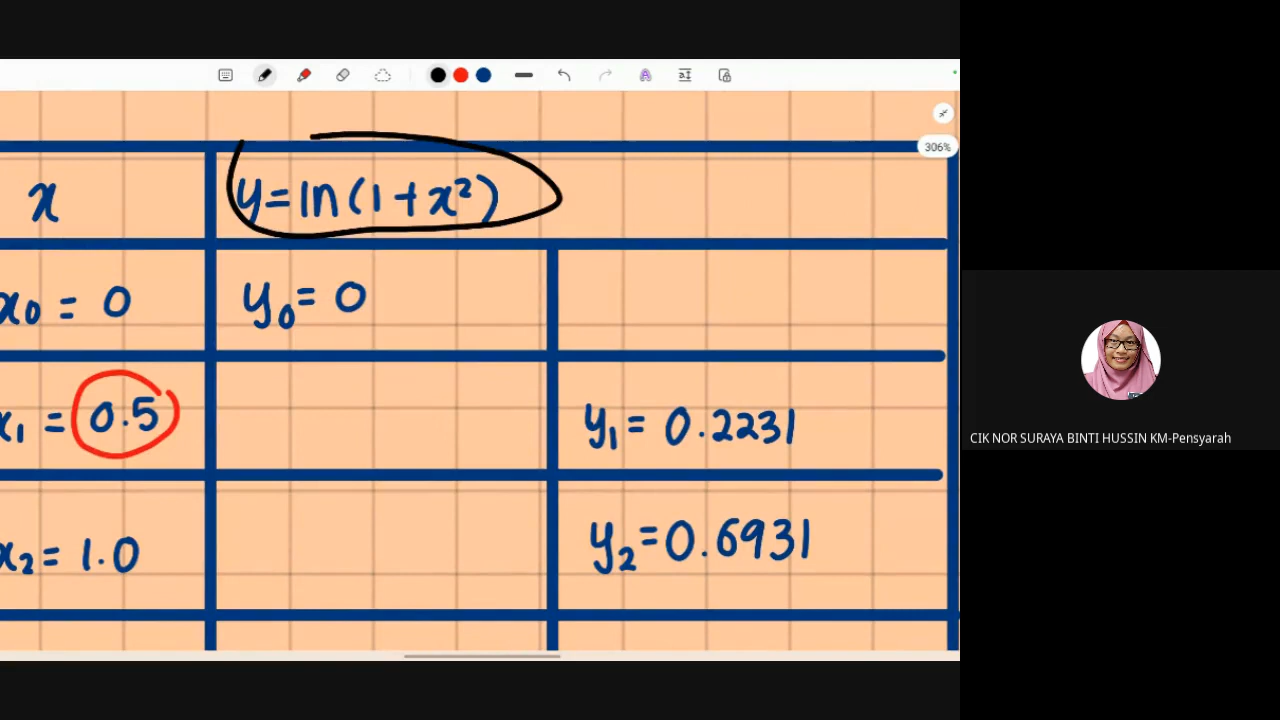 306%
x y=ln(1+x²)
x₀ = 0 y₀= 0
x₁ = 0.5 y₁= 0.2231
x₂= 1.0 y₂=0.6931
CIK NOR SURAYA BINTI HUSSIN KM-Pensyarah